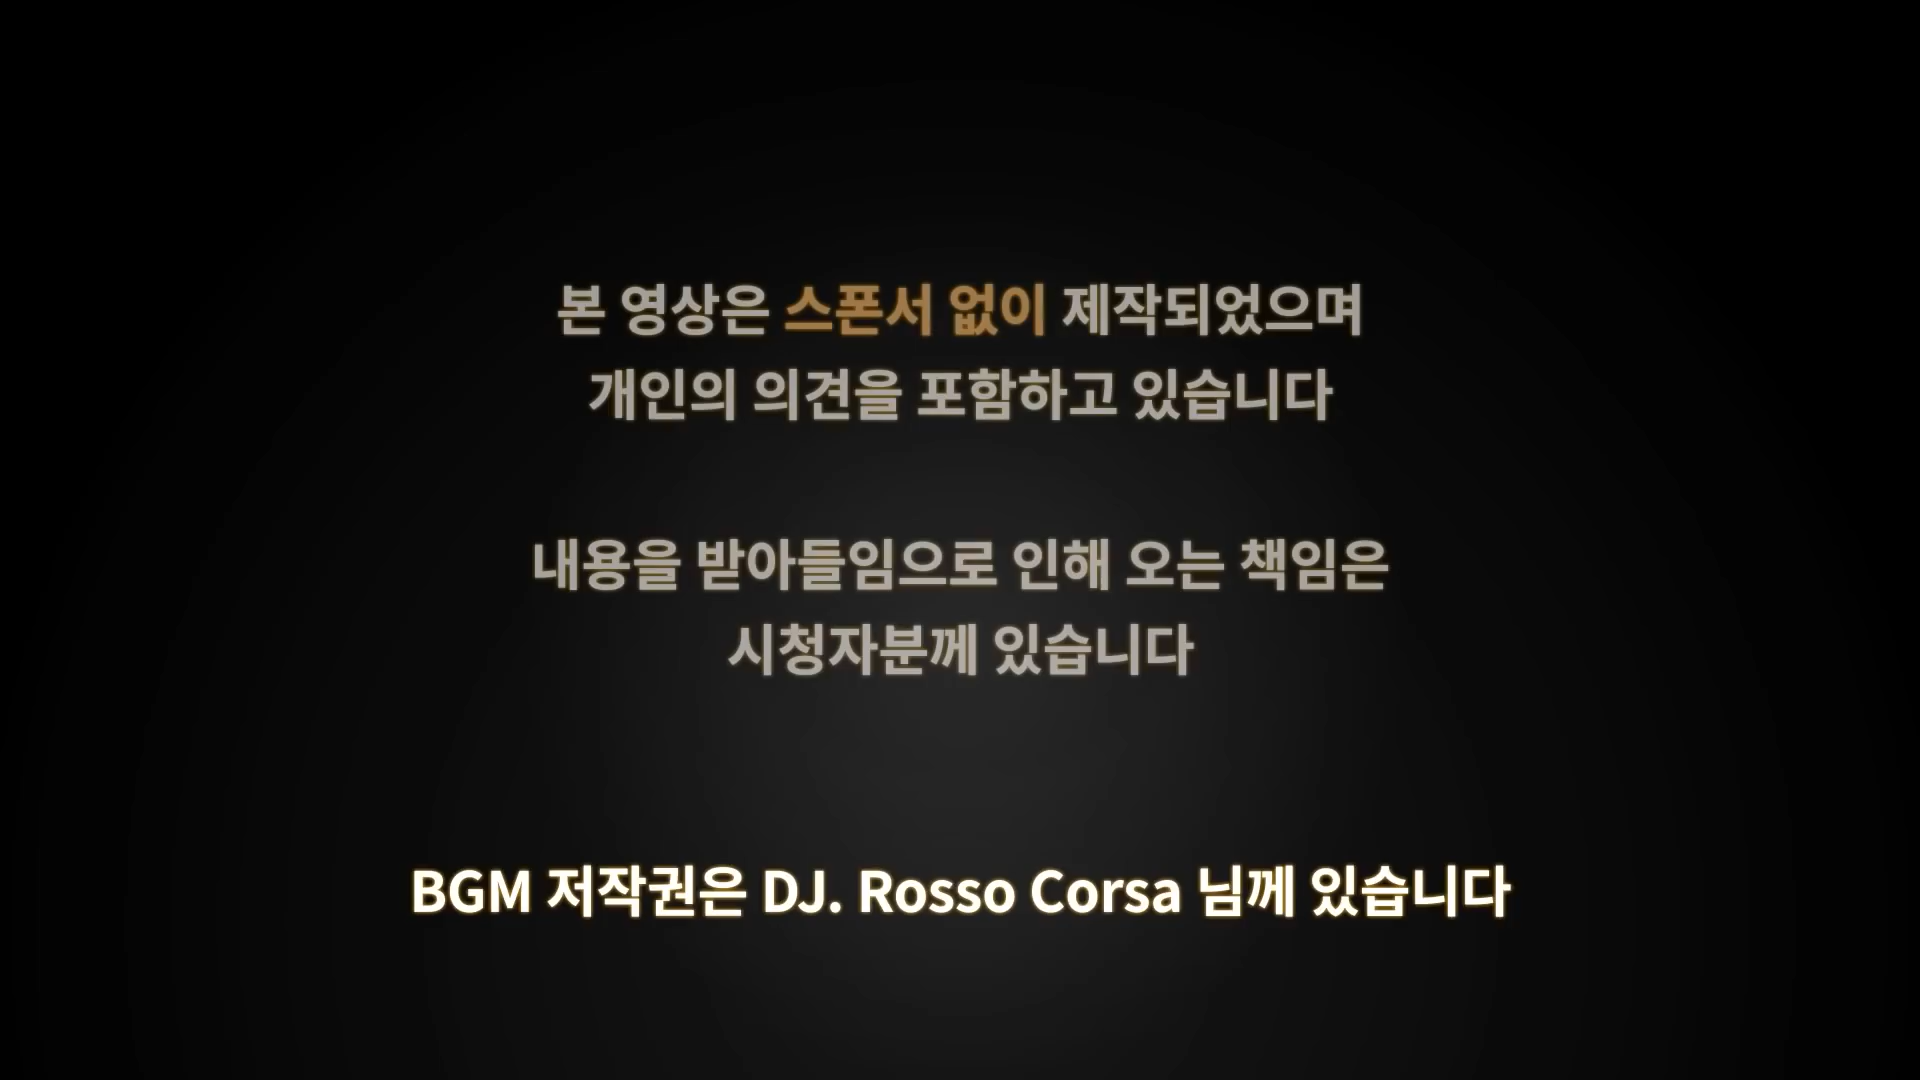 본 영상은 스폰서 없이 제작되었으며
개인의 의견을 포함하고 있습니다
내용을 받아들임으로 인해 오는 책임은
시청자분께 있습니다
BGM 저작권은 DJ. Rosso Corsa 님께 있습니다